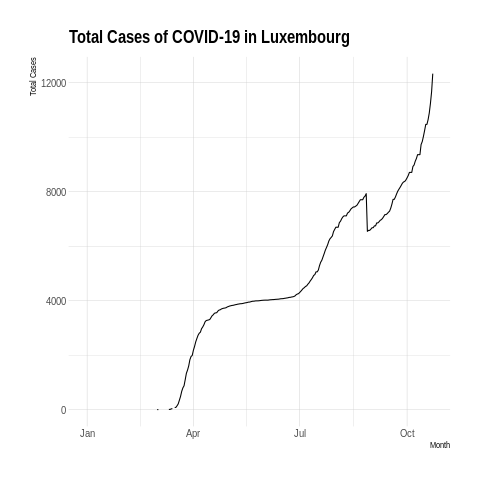 Total Cases of COVID-19 in Luxembourg
Total Cases
12000
8000
4000
0
Jan Apr Jul Oct
Month